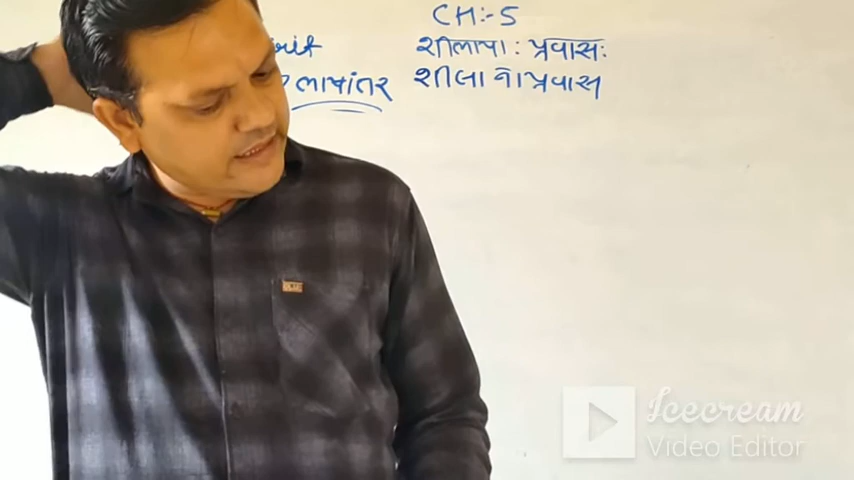 CH:- 5
શીલાયા: પ્રવાસ:
ભાષાંતર શીલા નો પ્રવાસ
Icecream
VIDEO EDITOR